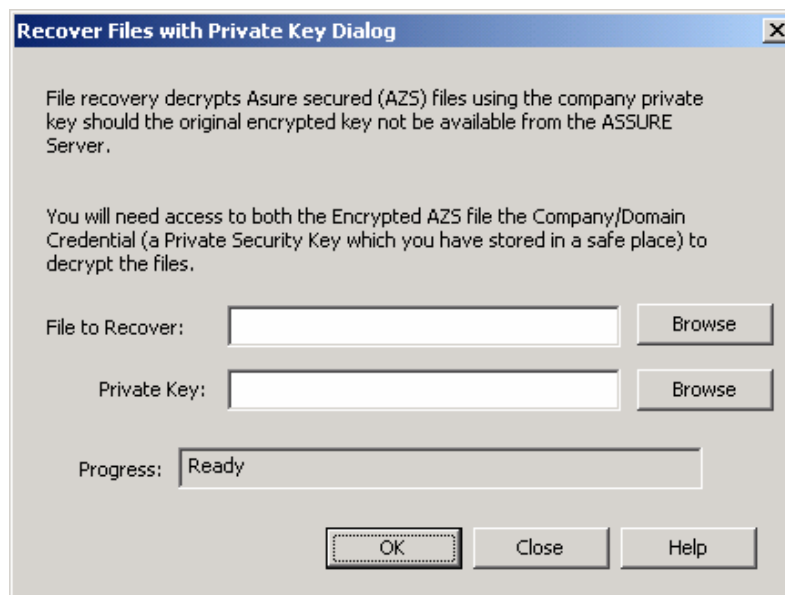 Recover Files with Private Key Dialog
File recovery decrypts Asure secured (AZS) files using the company private
key should the original encrypted key not be available from the ASSURE
Server.
You will need access to both the Encrypted AZS file the Company/Domain
Credential (a Private Security Key which you have stored in a safe place) to
decrypt the files.
File to Recover:
Browse
Private Key:
Browse
Progress:
Ready
OK
Close
Help